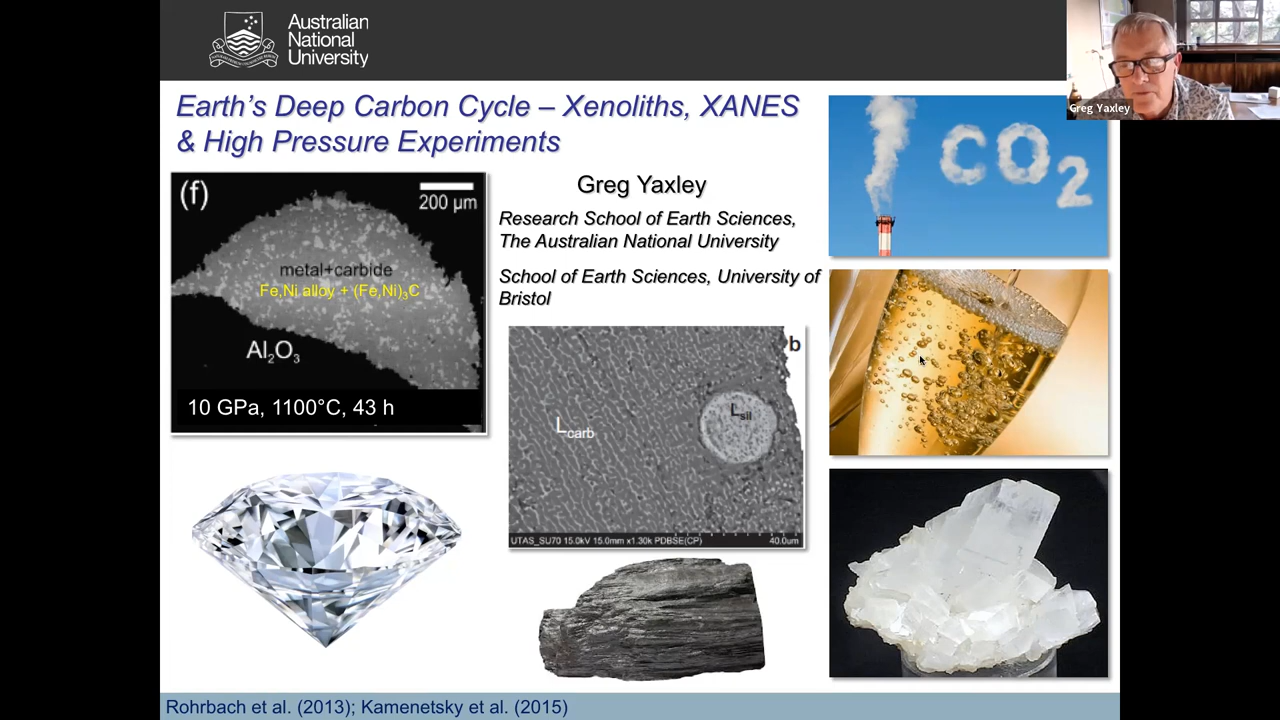 Australian
National
University
Greg Yaxley
Earth's Deep Carbon Cycle – Xenoliths, XANES
& High Pressure Experiments
(f)
200 µm
metal+carbide
Fe,Ni alloy + (Fe,Ni)3C
Al2O3
10 GPa, 1100°C, 43 h
Greg Yaxley
Research School of Earth Sciences,
The Australian National University
School of Earth Sciences, University of
Bristol
b
Lcarb
Lsil
UTAS_SU70 15.0kV 15.0mm x1.30k PDBSE(CP)
40.0um
CO2
Rohrbach et al. (2013); Kamenetsky et al. (2015)